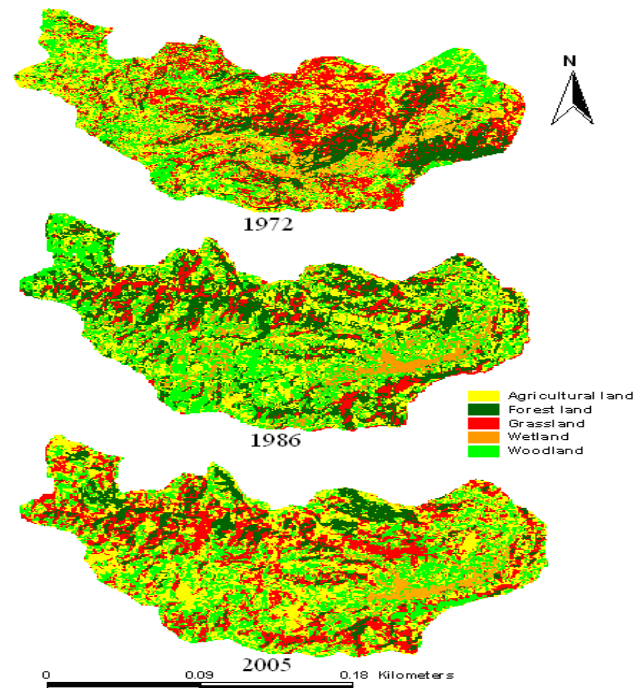 N
1972
1986
Agricultural land
Forest land
Grassland
Wetland
Woodland
2005
0 0.09 0.18 Kilometers